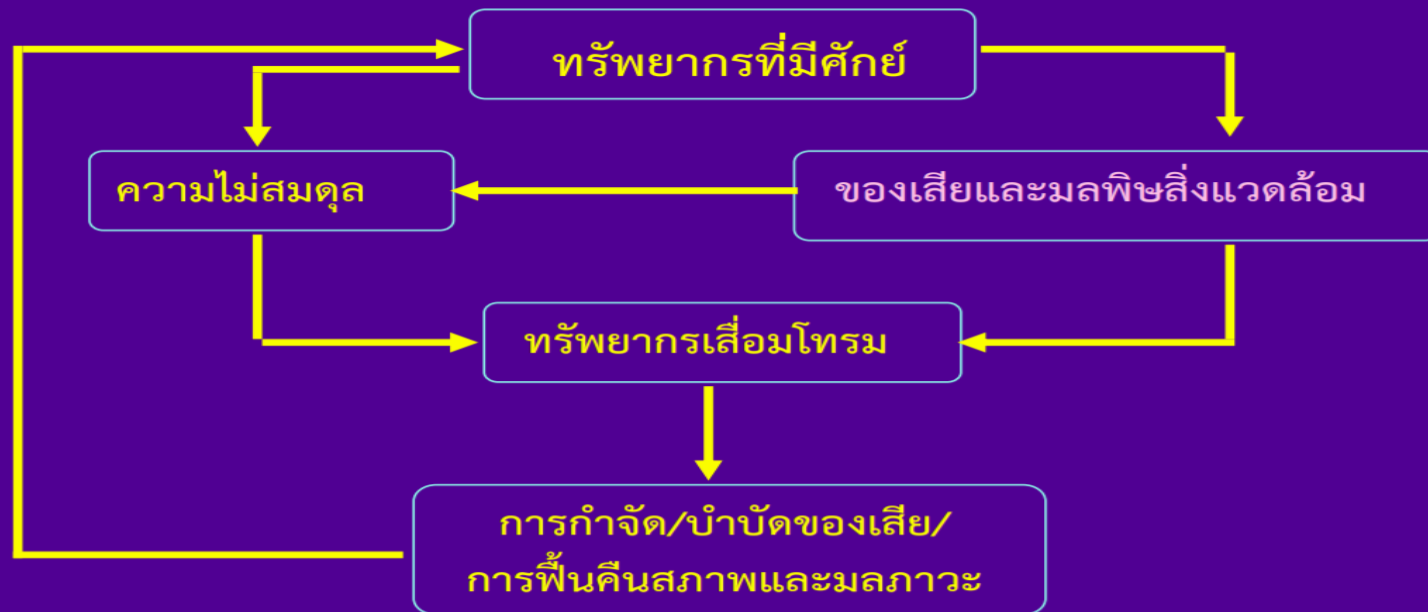 ทรัพยากรที่มีศักย์
ความไม่สมดุล
ของเสียและมลพิษสิ่งแวดล้อม
ทรัพยากรเสื่อมโทรม
การกำจัด/บำบัดของเสีย/
การฟื้นคืนสภาพและมลภาวะ